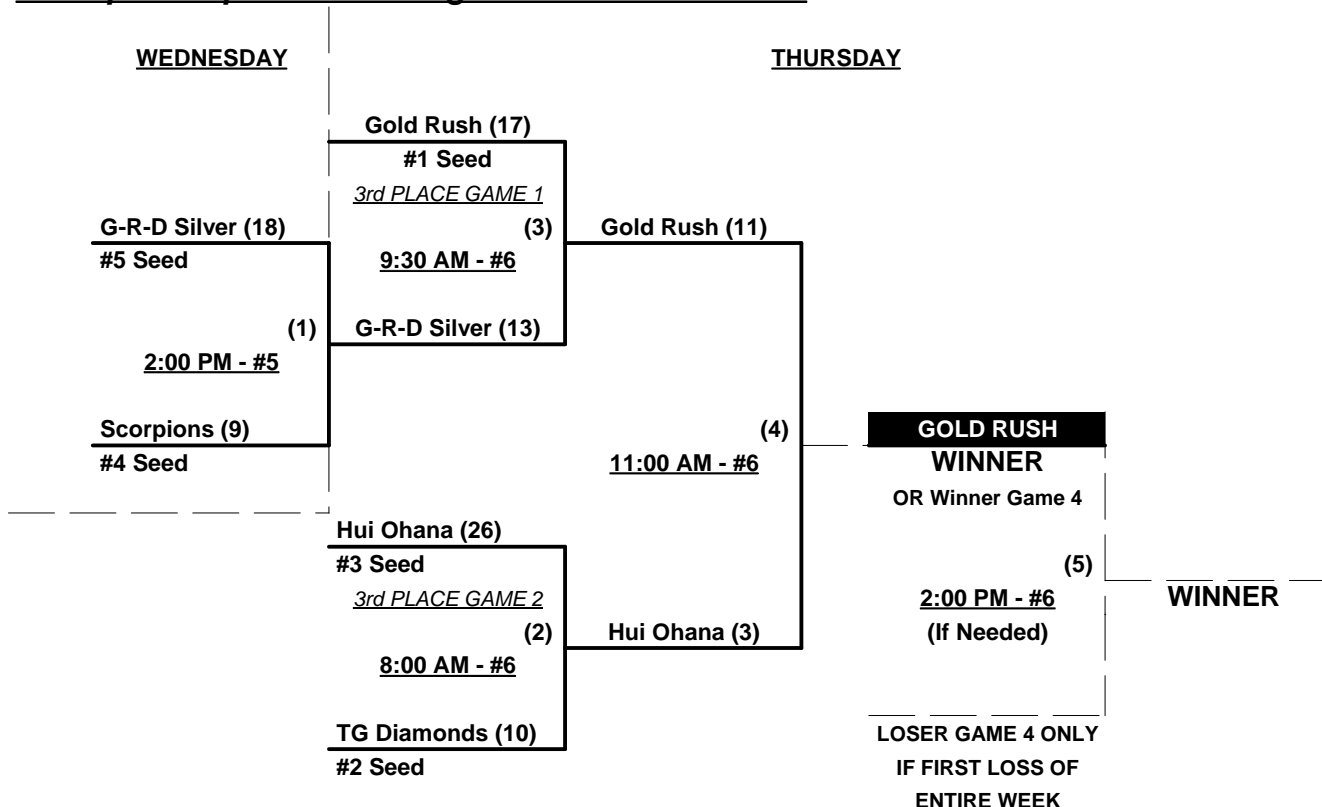 WEDNESDAY
THURSDAY
Gold Rush (17)
#1 Seed
3rd PLACE GAME 1
G-R-D Silver (18)
(3)
Gold Rush (11)
#5 Seed
9:30 AM - #6
(1)
G-R-D Silver (13)
2:00 PM - #5
Scorpions (9)
(4)
GOLD RUSH
#4 Seed
11:00 AM - #6
WINNER
OR Winner Game 4
Hui Ohana (26)
#3 Seed
(5)
3rd PLACE GAME 2
2:00 PM - #6
WINNER
(2)
Hui Ohana (3)
(If Needed)
8:00 AM - #6
TG Diamonds (10)
LOSER GAME 4 ONLY
#2 Seed
IF FIRST LOSS OF
ENTIRE WEEK